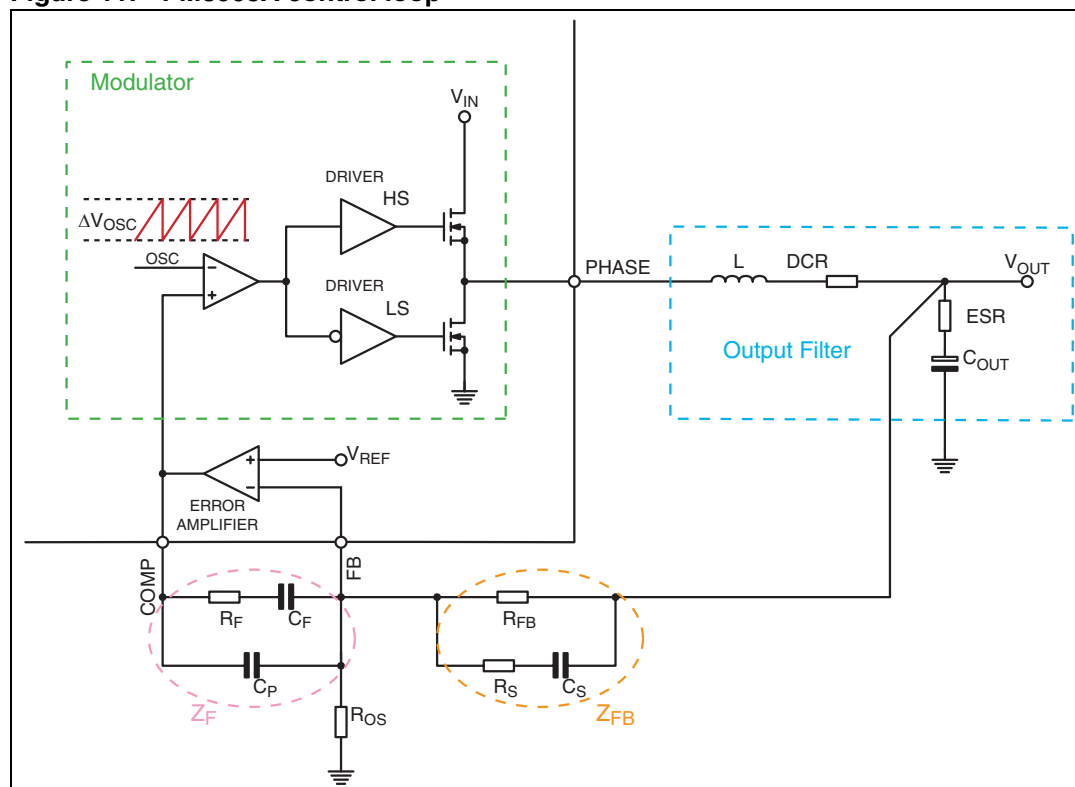 Modulator
VIN
DRIVER
HS
ΔVOSC
OSC
DRIVER
LS
PHASE
L
DCR
VOUT
ESR
COUT
Output Filter
VREF
ERROR
AMPLIFIER
COMP
FB
RF
CF
RFB
CP
RS
CS
ZF
ROS
ZFB